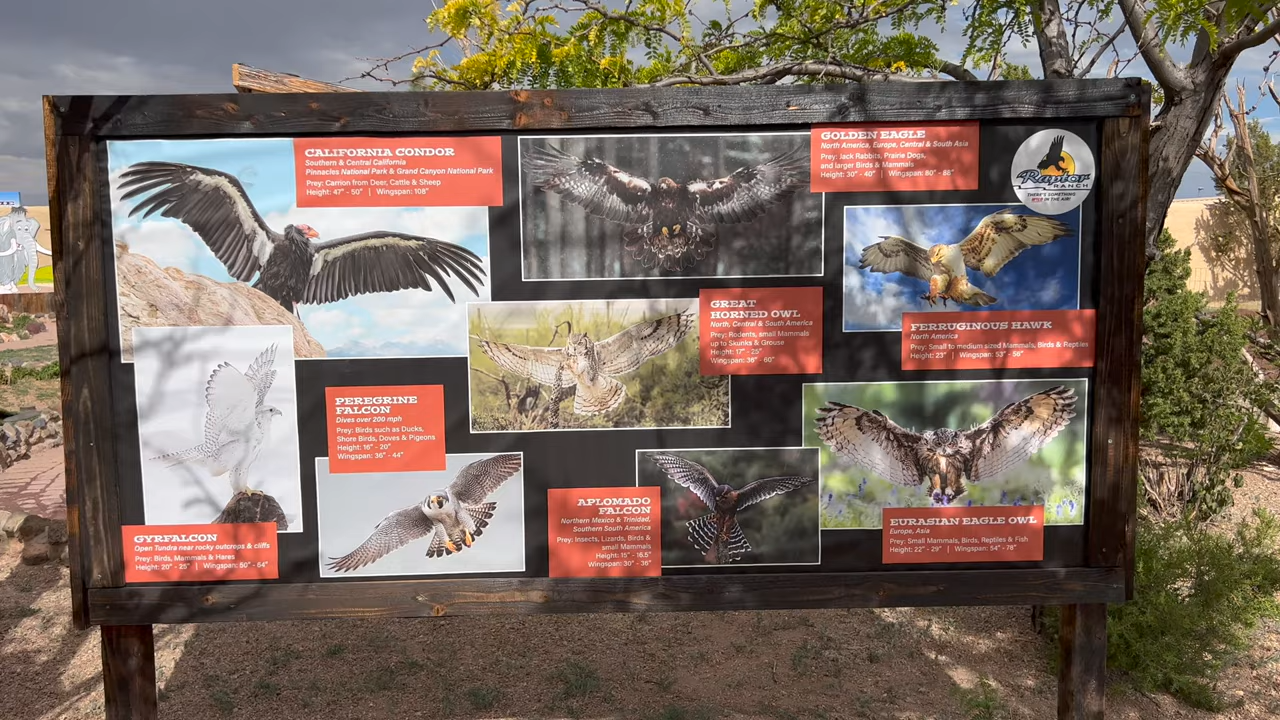 CALIFORNIA CONDOR
Southern & Central California
Pinnacles National Park & Grand Canyon National Park
Prey: Carrion from Deer, Cattle & Sheep
Height: 47" - 50" | Wingspan: 108"
GOLDEN EAGLE
North America, Europe, Central & South Asia
Prey: Jack Rabbits, Prairie Dogs,
and larger Birds & Mammals
Height: 30" - 40" | Wingspan: 80" - 88"
Raptor
RANCH
THERE'S SOMETHING
WILD IN THE AIR!
GREAT
HORNED OWL
North, Central & South America
Prey: Rodents, small Mammals
up to Skunks & Grouse
Height: 17" - 25"
Wingspan: 36" - 60"
FERRUGINOUS HAWK
North America
Prey: Small to medium sized Mammals, Birds & Reptiles
Height: 23" | Wingspan: 53" - 56"
PEREGRINE
FALCON
Dives over 200 mph
Prey: Birds such as Ducks,
Shore Birds, Doves & Pigeons
Height: 16" - 20"
Wingspan: 36" - 44"
GYRFALCON
Open Tundra near rocky outcrops & cliffs
Prey: Birds, Mammals & Hares
Height: 20" - 25" | Wingspan: 50" - 64"
APLOMADO
FALCON
Northern Mexico & Trinidad,
Southern South America
Prey: Insects, Lizards, Birds &
small Mammals
Height: 15" - 16.5"
Wingspan: 30" - 36"
EURASIAN EAGLE OWL
Europe, Asia
Prey: Small Mammals, Birds, Reptiles & Fish
Height: 22" - 29" | Wingspan: 54" - 78"